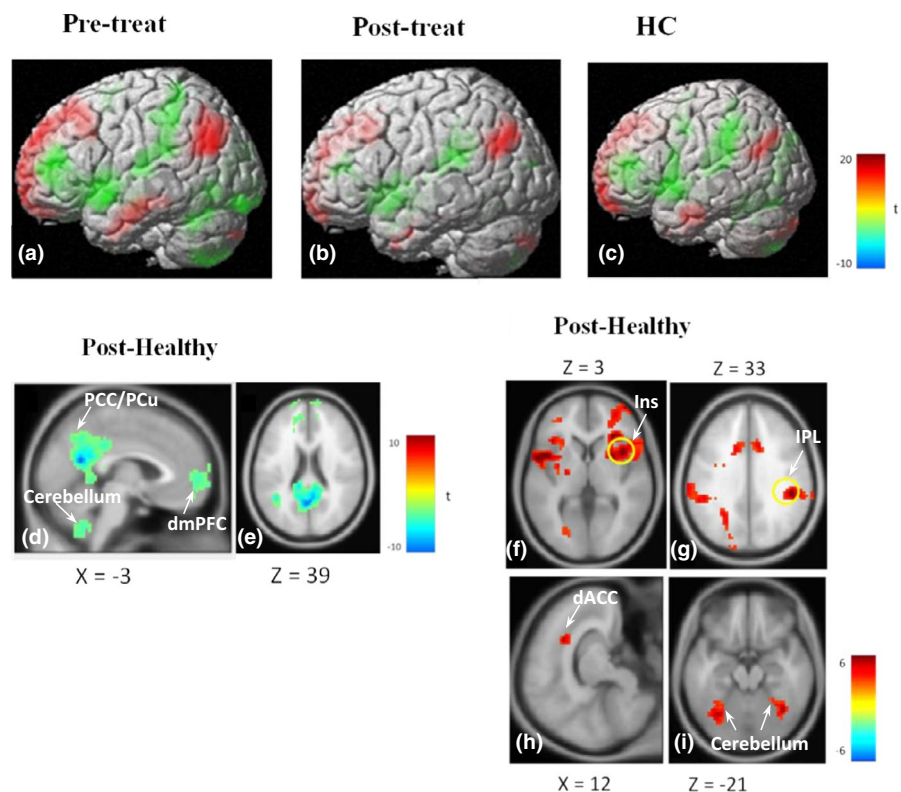 Pre-treat
Post-treat
HC
(a)
(b)
(c)
20
t
-10
Post-Healthy
PCC/PCu
Cerebellum
dmPFC
(d)
(e)
10
t
-10
X = -3
Z = 39
Post-Healthy
Z = 3
Z = 33
Ins
IPL
(f)
(g)
dACC
Cerebellum
(h)
(i)
6
-6
X = 12
Z = -21